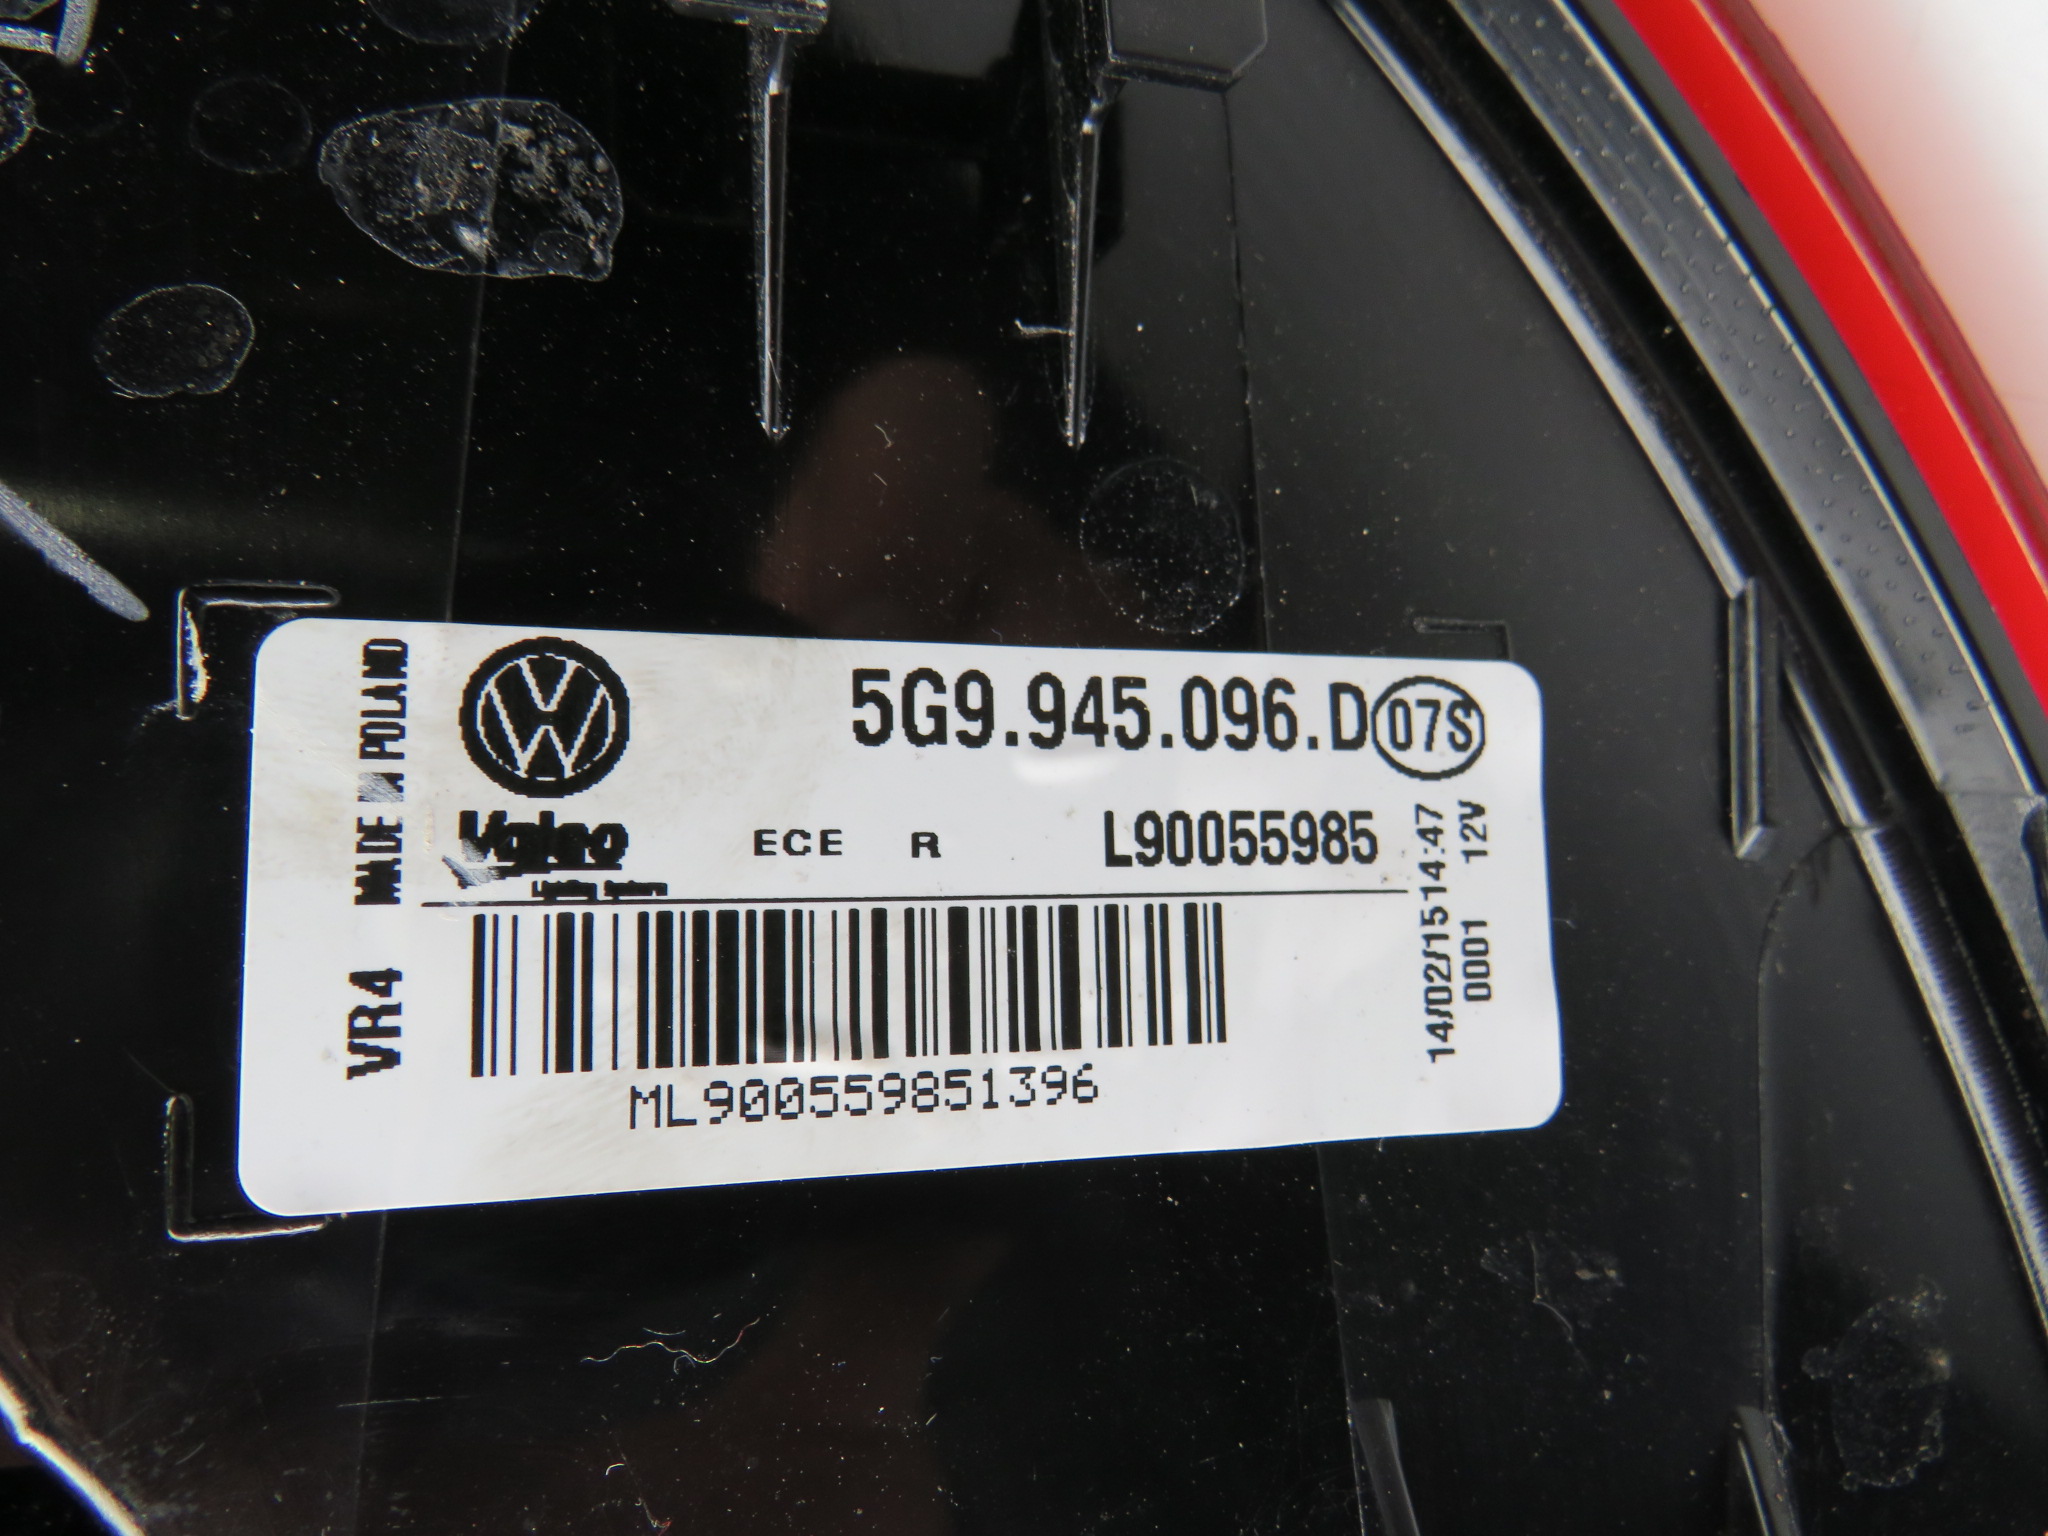 5G9.945.096.D 07S
Valeo ECE R L90055985
ML900559851396
MADE IN POLAND
VR4
14/02/15 14:47
0001 12V